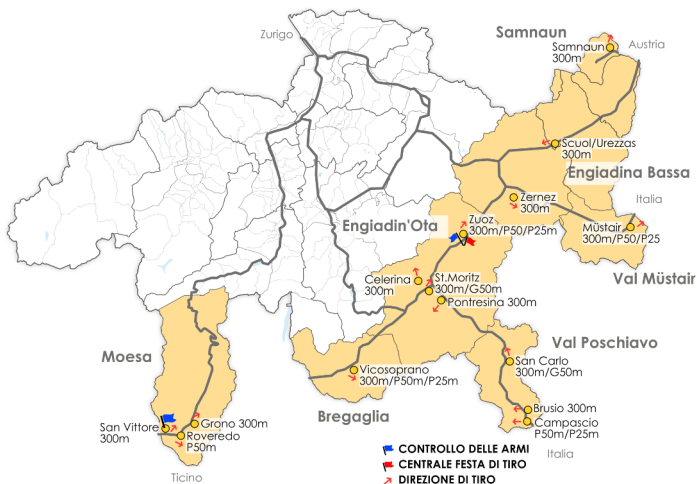 Zurigo
Samnaun
Samnaun
300m
Austria
Scuol/Urezzas
300m
Engiadina Bassa
Zernez
300m
Italia
Engiadin'Ota
Zuoz
300m/P50m/P25m
Müstair
300m/P50/P25
Val Müstair
Celerina
300m
St.Moritz
300m/G50m
Pontresina 300m
Val Poschiavo
Moesa
San Carlo
300m/G50m
Vicosoprano
300m/P50m/P25m
Bregaglia
Brusio 300m
Campascio
P50m/P25m
Italia
San Vittore
300m
Grono 300m
Roveredo
P50m
Ticino
CONTROLLO DELLE ARMI
CENTRALE FESTA DI TIRO
DIREZIONE DI TIRO